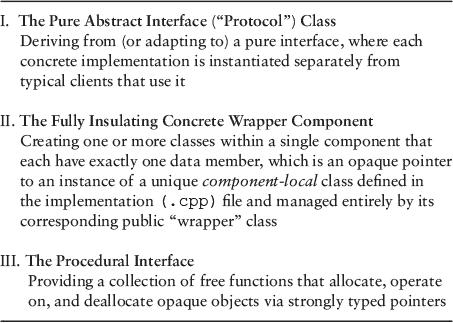 I. The Pure Abstract Interface (“Protocol”) Class
Deriving from (or adapting to) a pure interface, where each
concrete implementation is instantiated separately from
typical clients that use it
II. The Fully Insulating Concrete Wrapper Component
Creating one or more classes within a single component that
each have exactly one data member, which is an opaque pointer
to an instance of a unique component-local class defined in
the implementation (.cpp) file and managed entirely by its
corresponding public “wrapper” class
III. The Procedural Interface
Providing a collection of free functions that allocate, operate
on, and deallocate opaque objects via strongly typed pointers